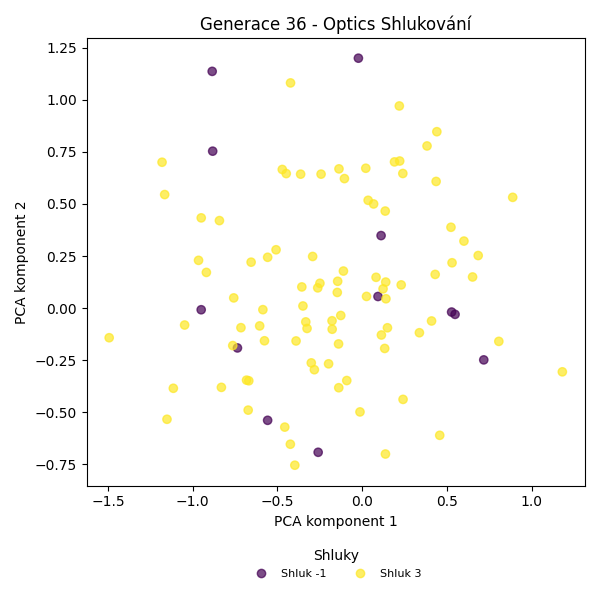 Generace 36 - Optics Shlukování
PCA komponent 2
1.25
1.00
0.75
0.50
0.25
0.00
−0.25
−0.50
−0.75
−1.5 −1.0 −0.5 0.0 0.5 1.0
PCA komponent 1
Shluky
Shluk -1 Shluk 3